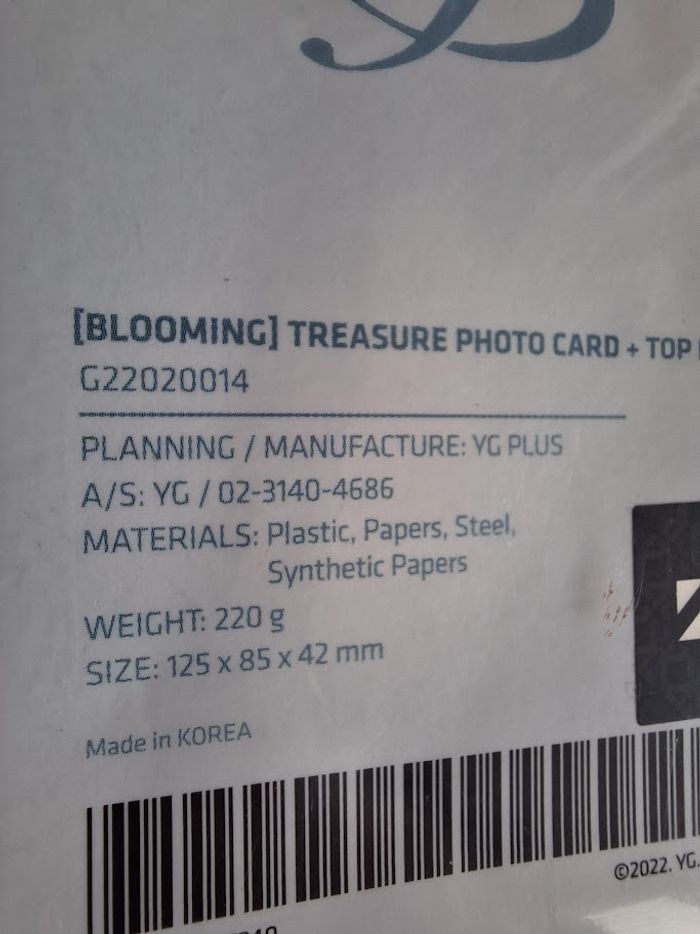 [BLOOMING] TREASURE PHOTO CARD + TOP
G22020014
PLANNING / MANUFACTURE: YG PLUS
A/S: YG / 02-3140-4686
MATERIALS: Plastic, Papers, Steel,
Synthetic Papers
WEIGHT: 220 g
SIZE: 125 x 85 x 42 mm
Made in KOREA
©2022. YG.